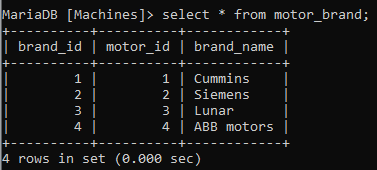 MariaDB [Machines]> select * from motor_brand;
+----------+----------+------------+
| brand_id | motor_id | brand_name |
+----------+----------+------------+
|        1 |        1 | Cummins    |
|        2 |        2 | Siemens    |
|        3 |        3 | Lunar      |
|        4 |        4 | ABB motors |
+----------+----------+------------+
4 rows in set (0.000 sec)